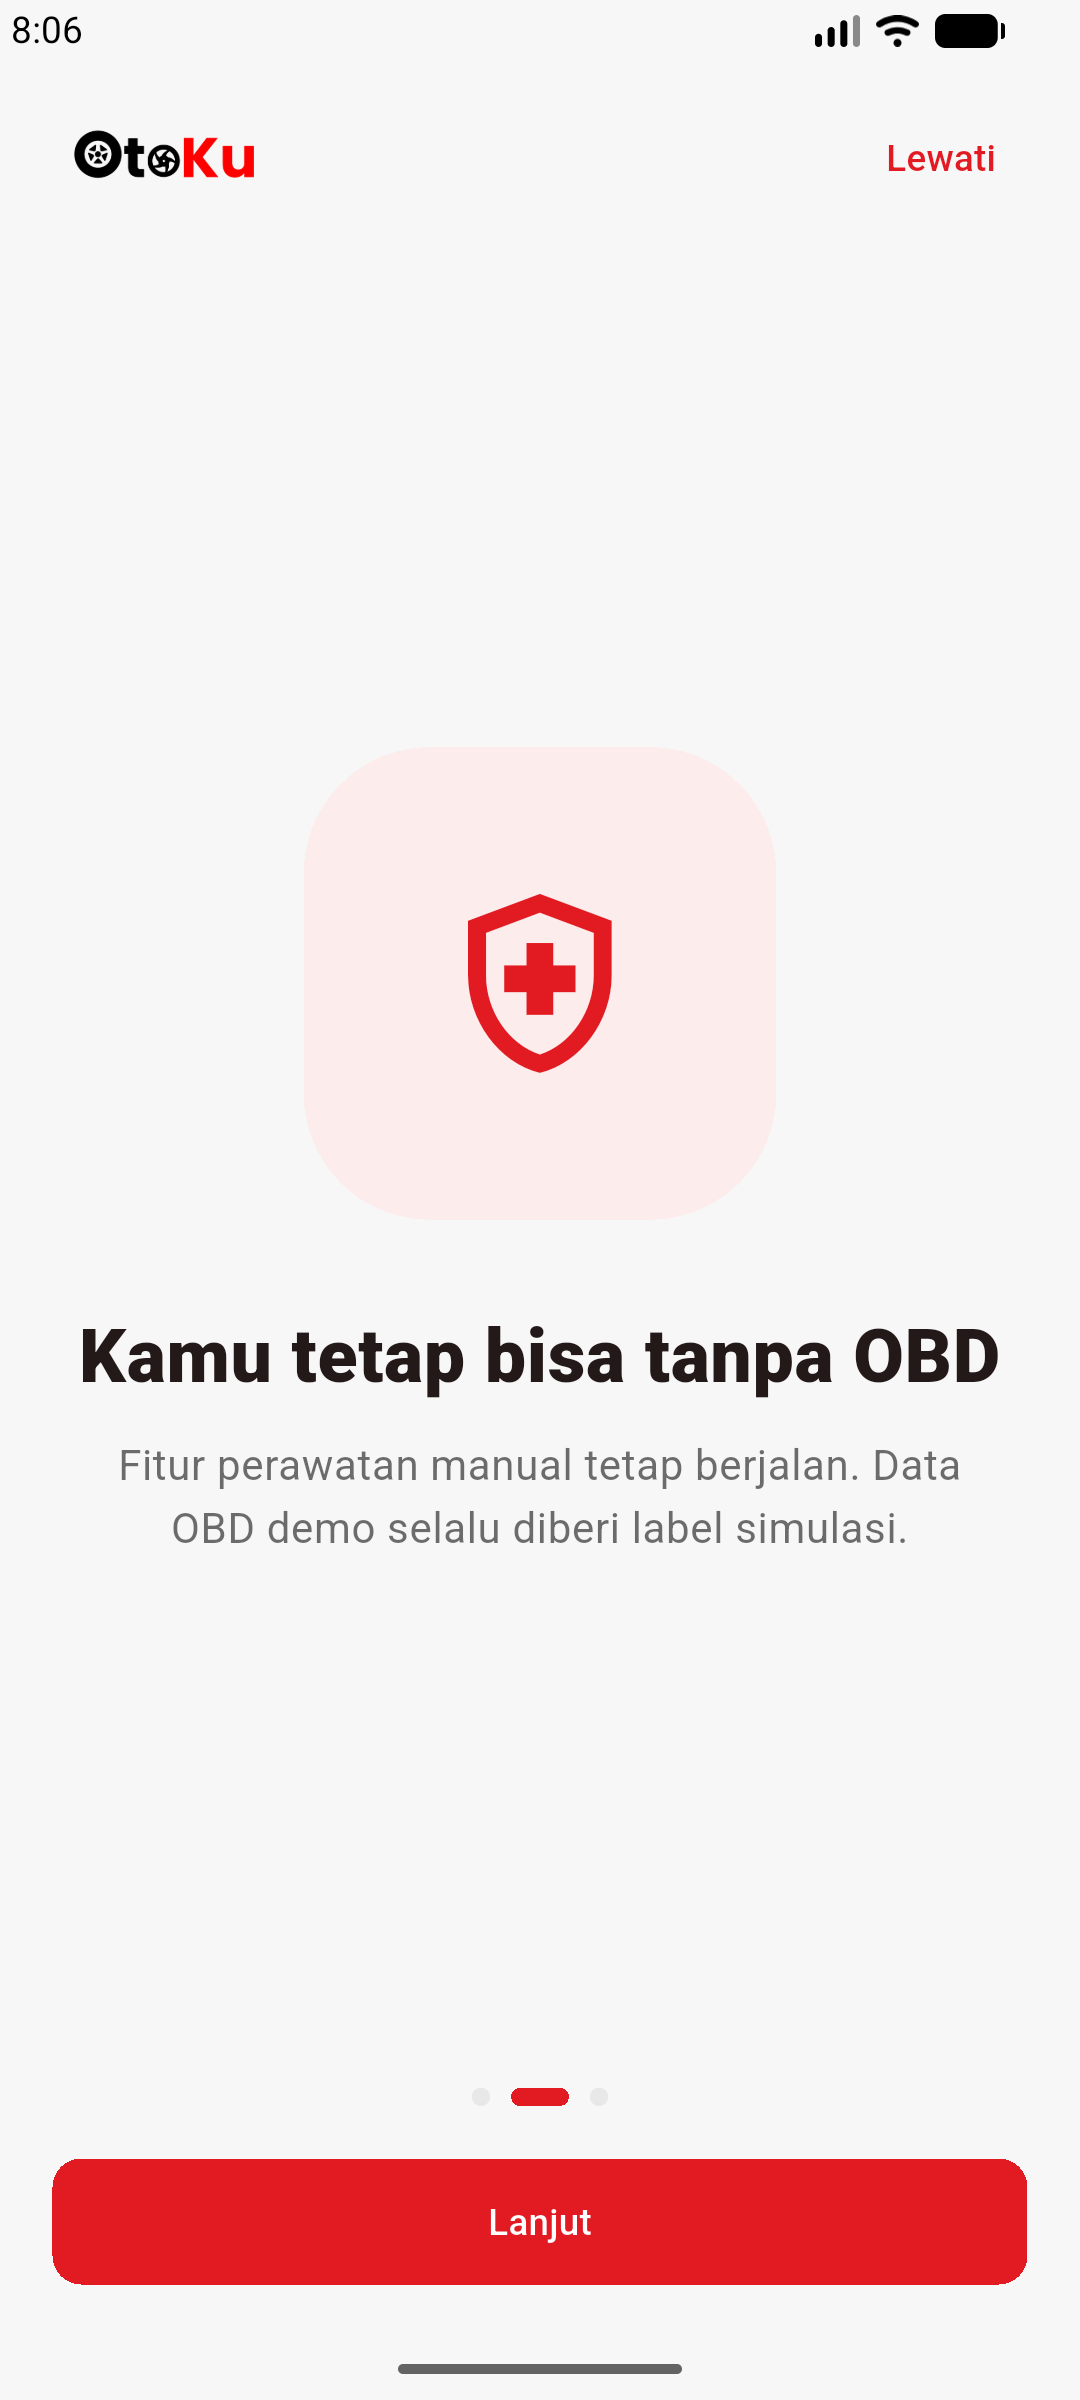 8:06
OtoKu
Lewati
Kamu tetap bisa tanpa OBD
Fitur perawatan manual tetap berjalan. Data
OBD demo selalu diberi label simulasi.
Lanjut